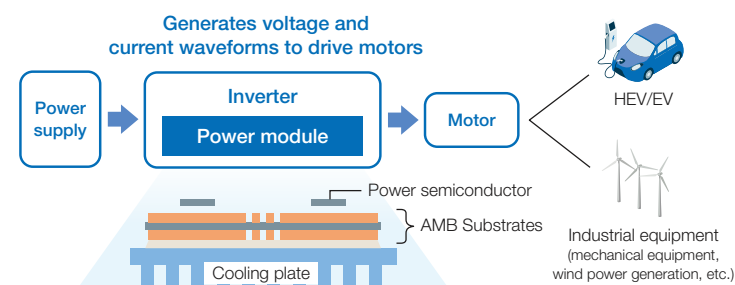 Generates voltage and
current waveforms to drive motors
Power
supply
Inverter
Power module
Motor
HEV/EV
Power semiconductor
AMB Substrates
Cooling plate
Industrial equipment
(mechanical equipment,
wind power generation, etc.)